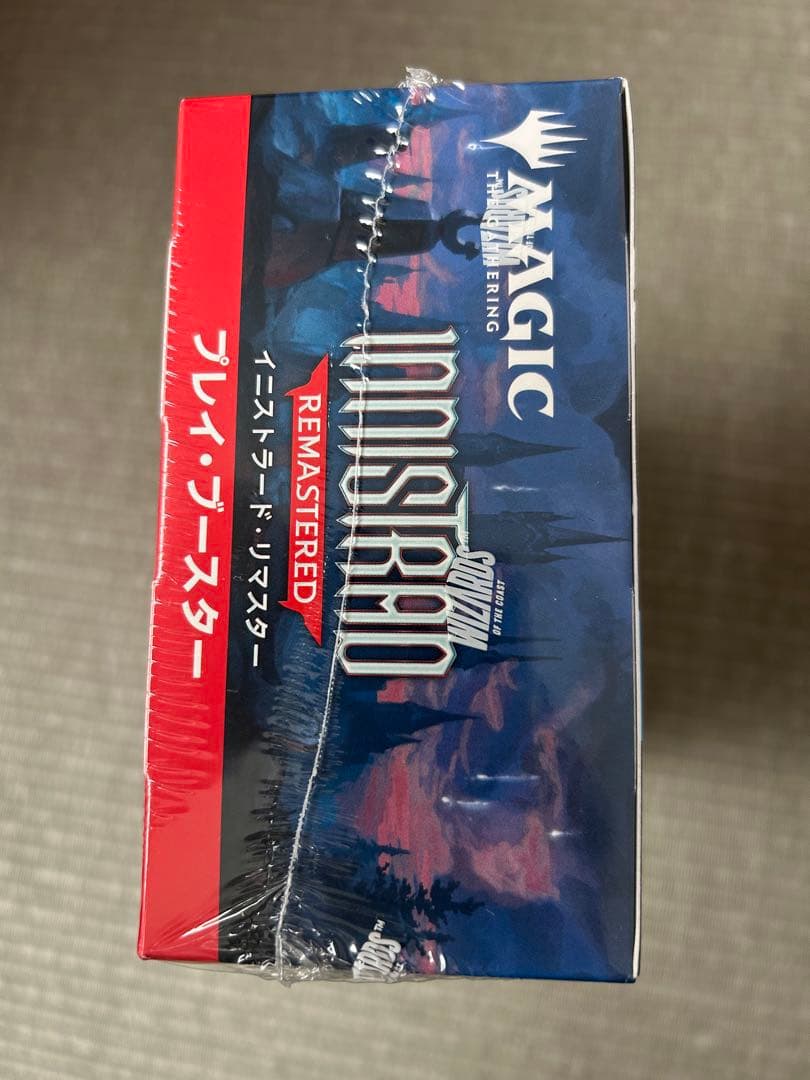 MAGIC
THE GATHERING
INNISTRAD
REMASTERED
イニストラード・リマスター
プレイ・ブースター
WIZARDS™
OF THE COAST